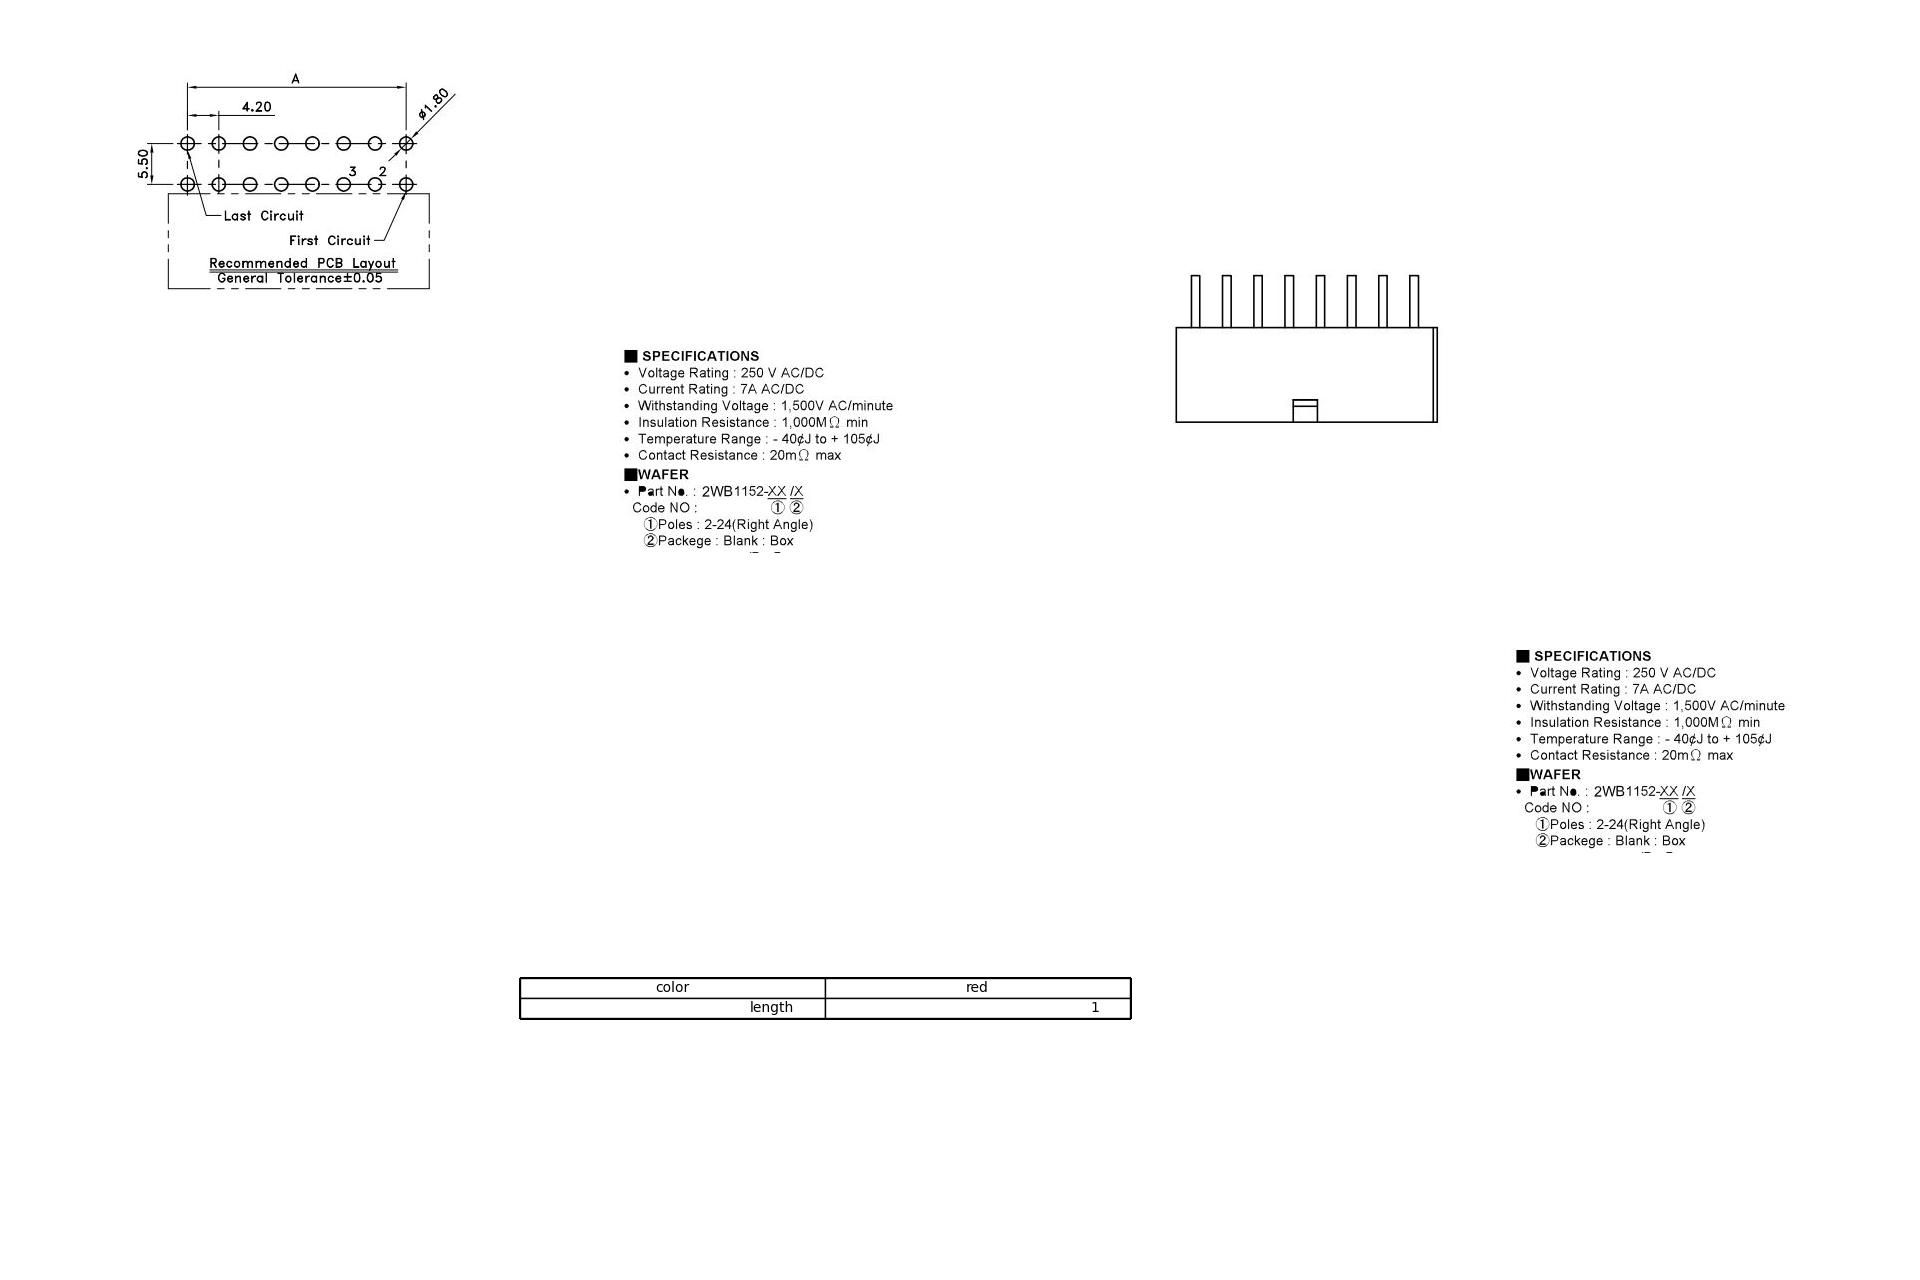 A
4.20
ø1.80
5.50
3 2
Last Circuit
First Circuit
Recommended PCB Layout
General Tolerance±0.05
■ SPECIFICATIONS
• Voltage Rating : 250 V AC/DC
• Current Rating : 7A AC/DC
• Withstanding Voltage : 1,500V AC/minute
• Insulation Resistance : 1,000MΩ min
• Temperature Range : - 40¢J to + 105¢J
• Contact Resistance : 20mΩ max
■WAFER
• Part No. : 2WB1152-XX /X
Code NO : ① ②
①Poles : 2-24(Right Angle)
②Packege : Blank : Box
■ SPECIFICATIONS
• Voltage Rating : 250 V AC/DC
• Current Rating : 7A AC/DC
• Withstanding Voltage : 1,500V AC/minute
• Insulation Resistance : 1,000MΩ min
• Temperature Range : - 40¢J to + 105¢J
• Contact Resistance : 20mΩ max
■WAFER
• Part No. : 2WB1152-XX /X
Code NO : ① ②
①Poles : 2-24(Right Angle)
②Packege : Blank : Box
color red
length 1